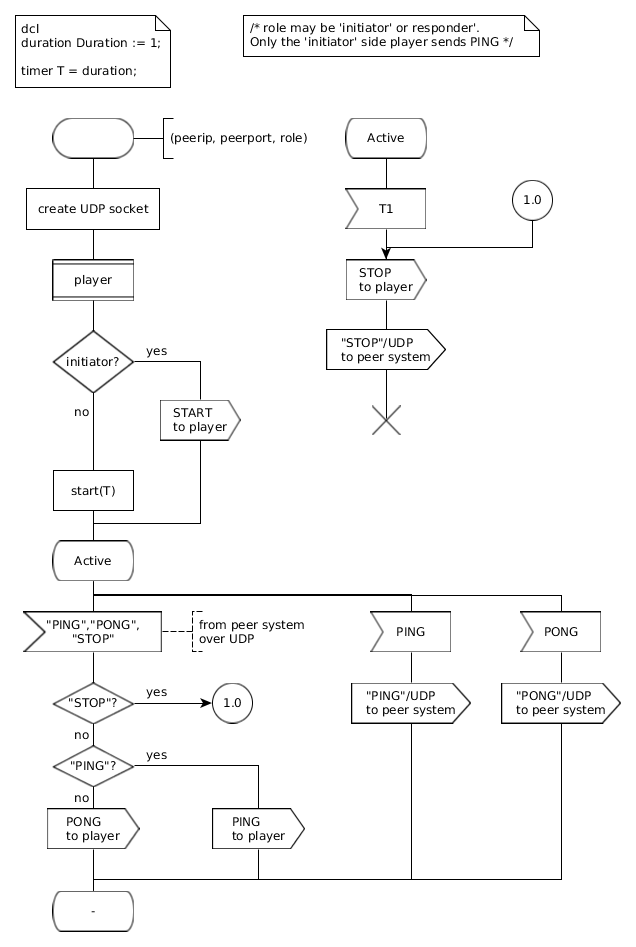 dcl
duration Duration := 1;
timer T = duration;
/* role may be 'initiator' or responder'.
Only the 'initiator' side player sends PING */
(peerip, peerport, role)
create UDP socket
player
initiator?
yes
no
START
to player
start(T)
Active
Active
T1
1.0
STOP
to player
"STOP"/UDP
to peer system
"PING","PONG",
"STOP"
from peer system
over UDP
PING
PONG
"STOP"?
yes
1.0
"PING"/UDP
to peer system
"PONG"/UDP
to peer system
no
"PING"?
yes
no
PONG
to player
PING
to player
-